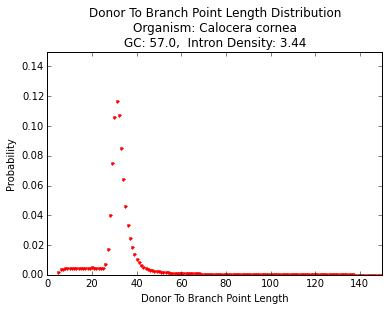 Donor To Branch Point Length Distribution
Organism: Calocera cornea
GC: 57.0,  Intron Density: 3.44
0.14
0.12
0.10
0.08
0.06
0.04
0.02
0.00
Probability
0 20 40 60 80 100 120 140
Donor To Branch Point Length